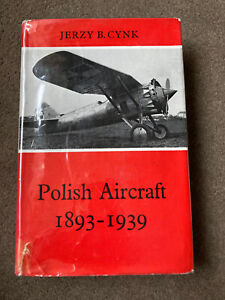 JERZY B. CYNK
Polish Aircraft
1893-1939